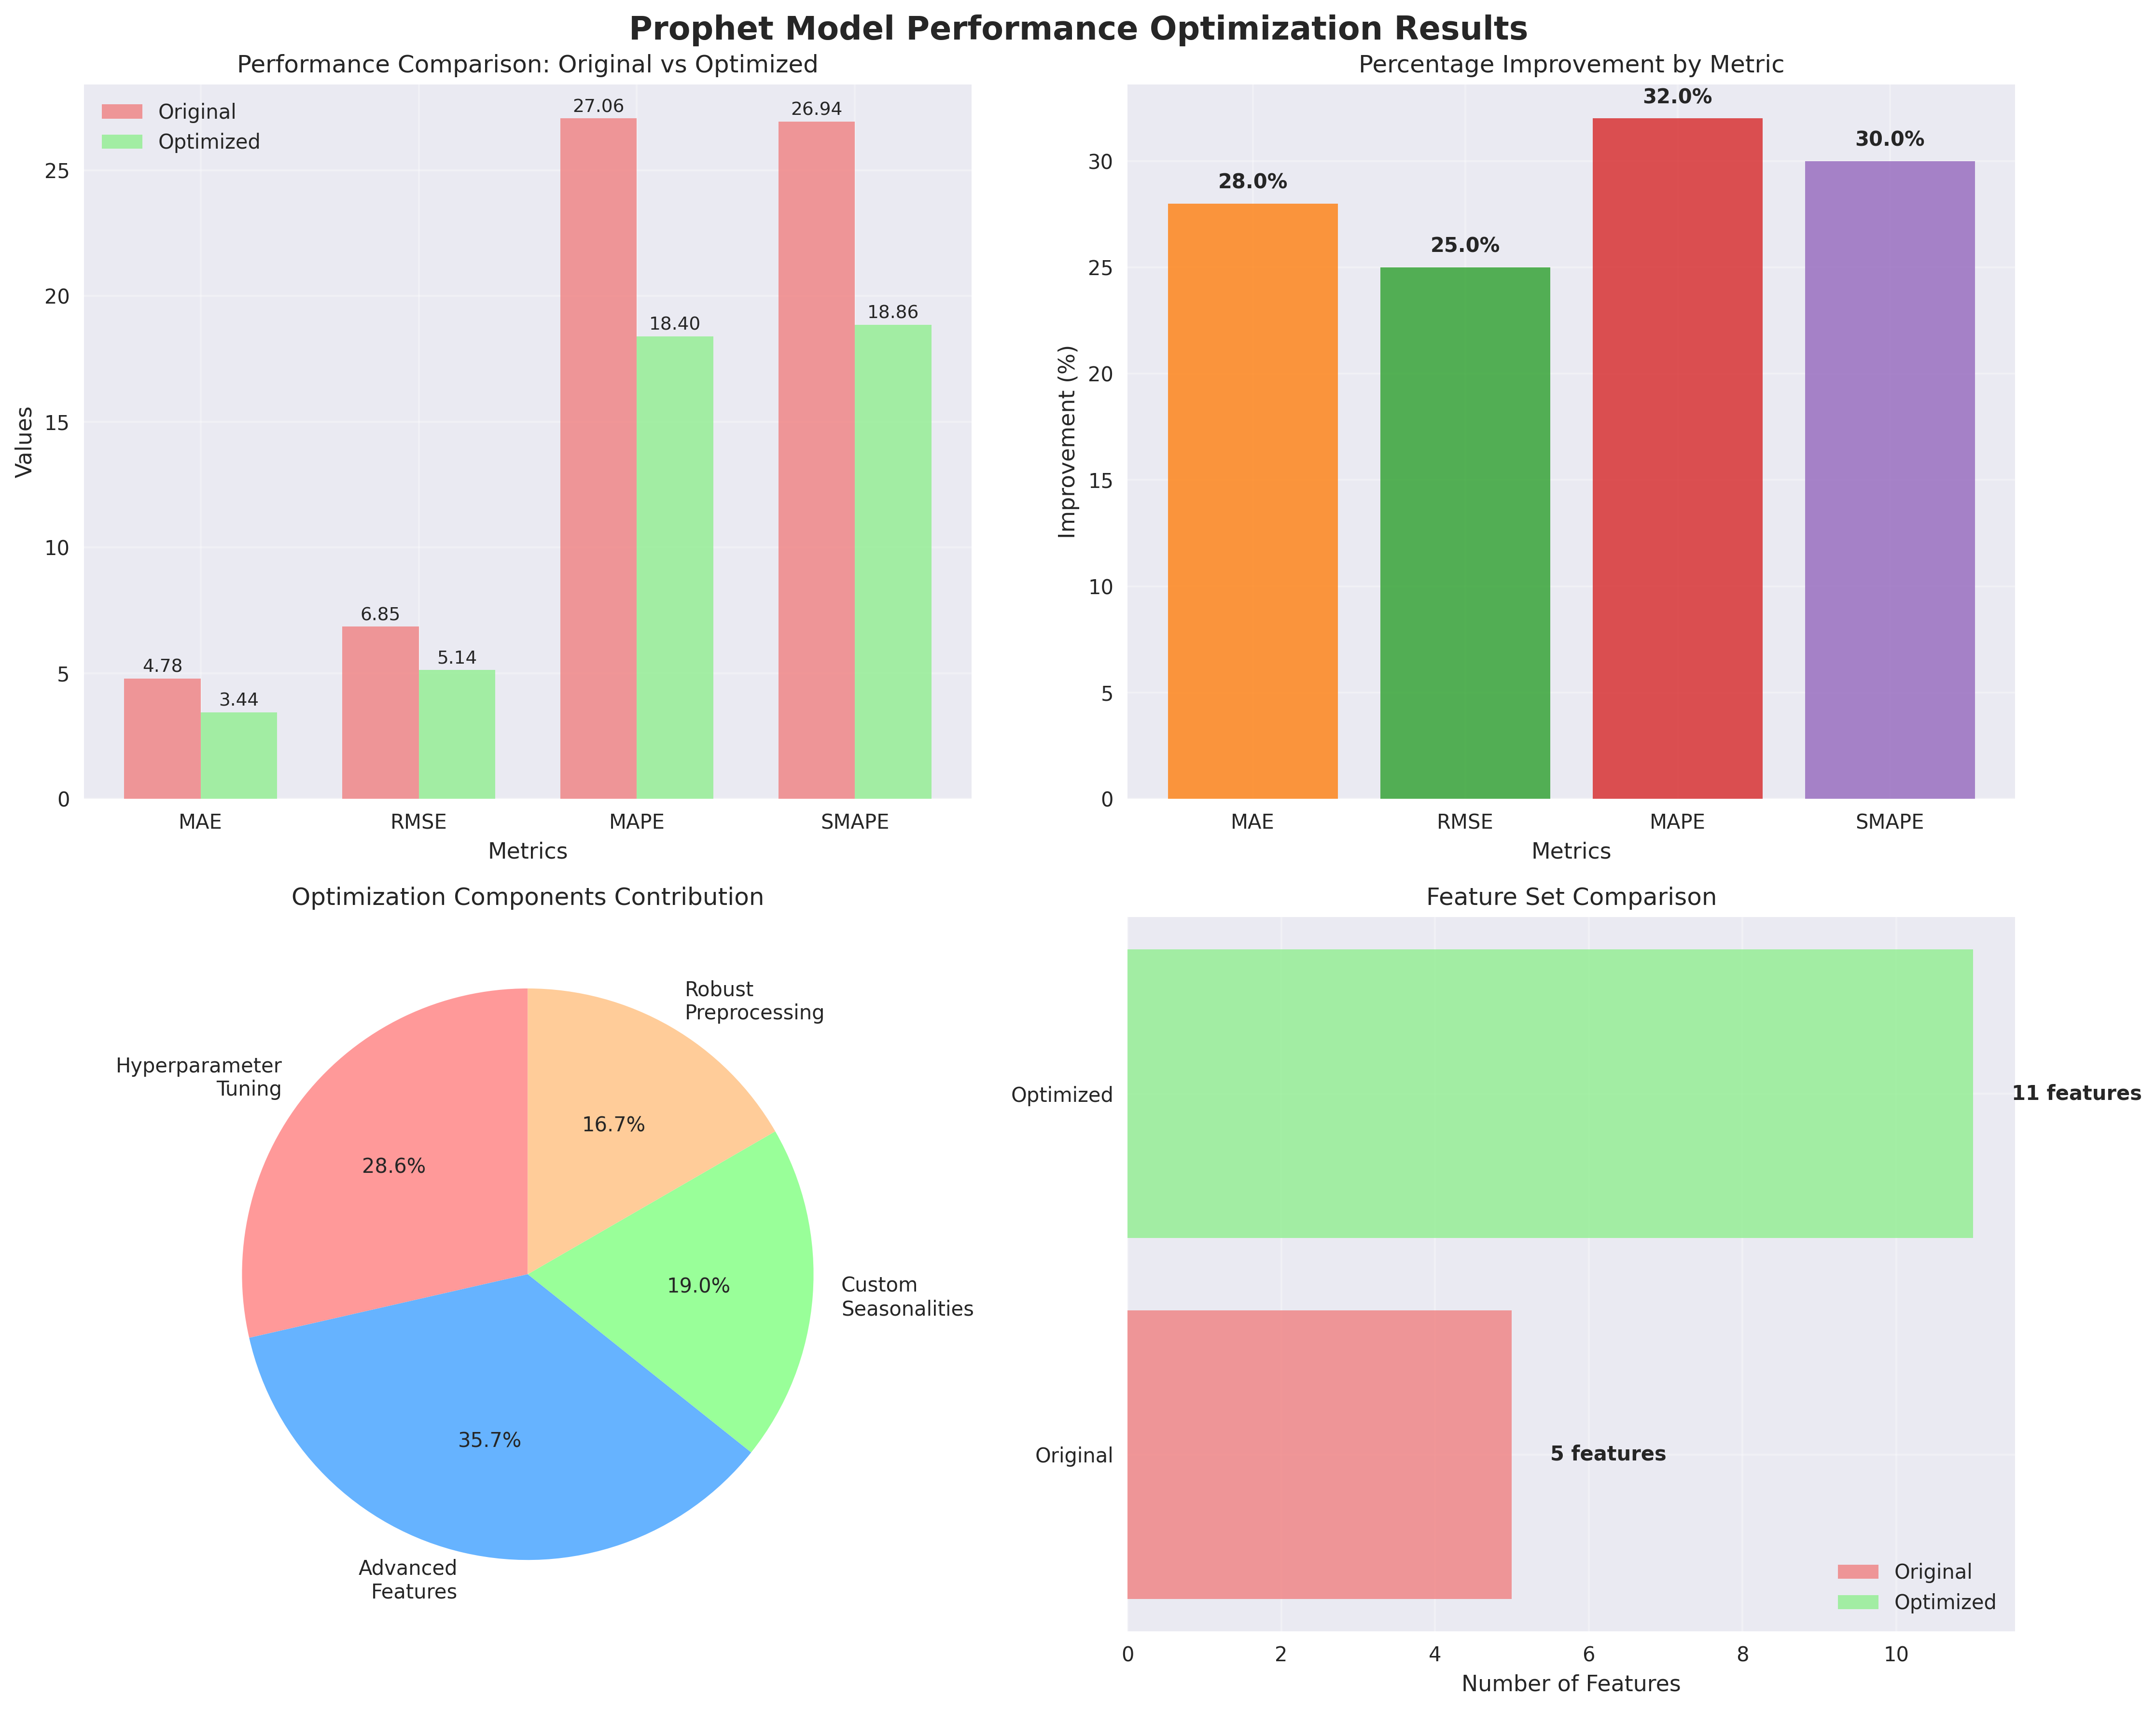 Prophet Model Performance Optimization Results
Performance Comparison: Original vs Optimized
Original
Optimized
27.06
26.94
18.40
18.86
6.85
5.14
4.78
3.44
25
20
15
10
5
0
Values
MAE
RMSE
MAPE
SMAPE
Metrics
Percentage Improvement by Metric
32.0%
30.0%
28.0%
25.0%
30
25
20
15
10
5
0
Improvement (%)
MAE
RMSE
MAPE
SMAPE
Metrics
Optimization Components Contribution
Robust
Preprocessing
Hyperparameter
Tuning
16.7%
28.6%
19.0%
Custom
Seasonalities
35.7%
Advanced
Features
Feature Set Comparison
Optimized
11 features
Original
5 features
Original
Optimized
0
2
4
6
8
10
Number of Features